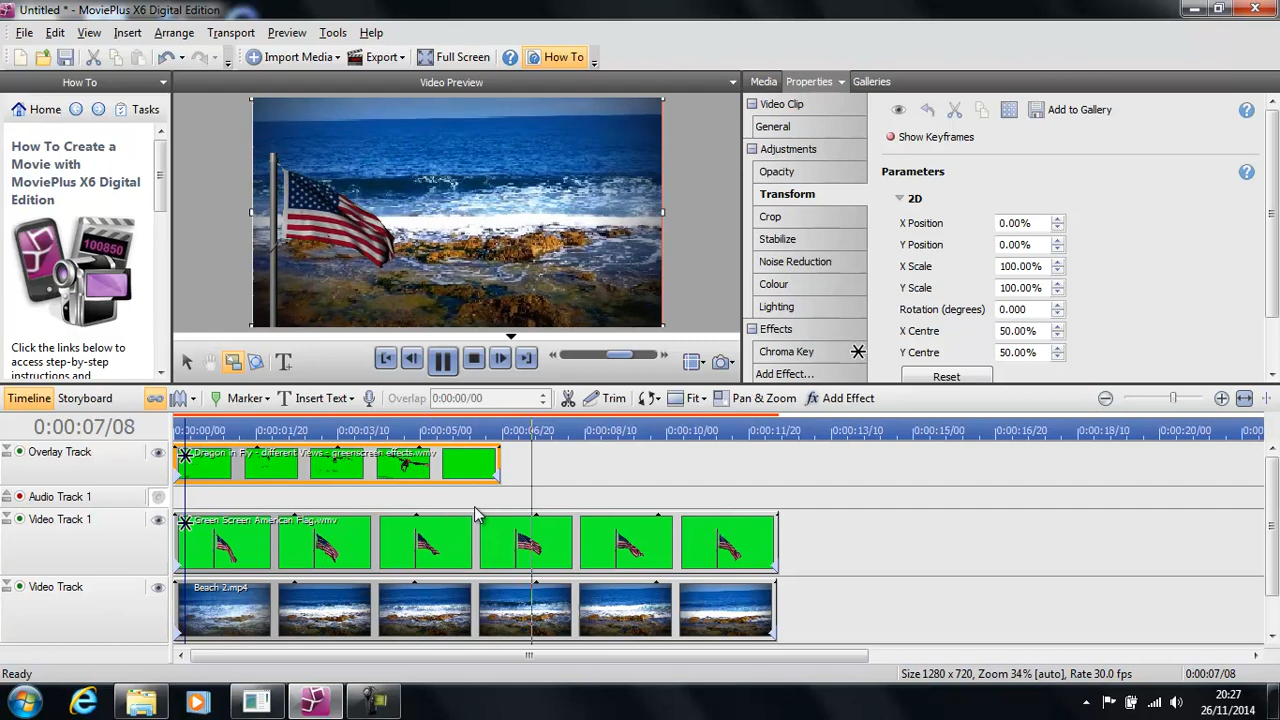 Untitled * - MoviePlus X6 Digital Edition
File Edit View Insert Arrange Transport Preview Tools Help
Import Media Export Full Screen How To
How To Video Preview Media Properties Galleries
Home Tasks
How To Create a
Movie with
MoviePlus X6 Digital
Edition
100850
Click the links below to
access step-by-step
instructions and
Video Clip
General
Adjustments
Opacity
Transform
Crop
Stabilize
Noise Reduction
Colour
Lighting
Effects
Chroma Key
Add Effect...
Add to Gallery
Show Keyframes
Parameters
2D
X Position 0.00%
Y Position 0.00%
X Scale 100.00%
Y Scale 100.00%
Rotation (degrees) 0.000
X Centre 50.00%
Y Centre 50.00%
Reset
Timeline Storyboard Marker Insert Text Overlap 0:00:00/00 Trim Fit Pan & Zoom Add Effect
0:00:07/08
0:00:00/00 0:00:01/20 0:00:03/10 0:00:05/00 0:00:06/20 0:00:08/10 0:00:10/00 0:00:11/20 0:00:13/10 0:00:15/00 0:00:16/20 0:00:18/10 0:00:20/00 0:00
Overlay Track Dragon in Fly - different Views - greenscreen effects.wmv
Audio Track 1
Video Track 1 Green Screen American Flag.wmv
Video Track Beach 2.mp4
Ready Size 1280 x 720, Zoom 34% [auto], Rate 30.0 fps 0:00:07/08
20:27
26/11/2014